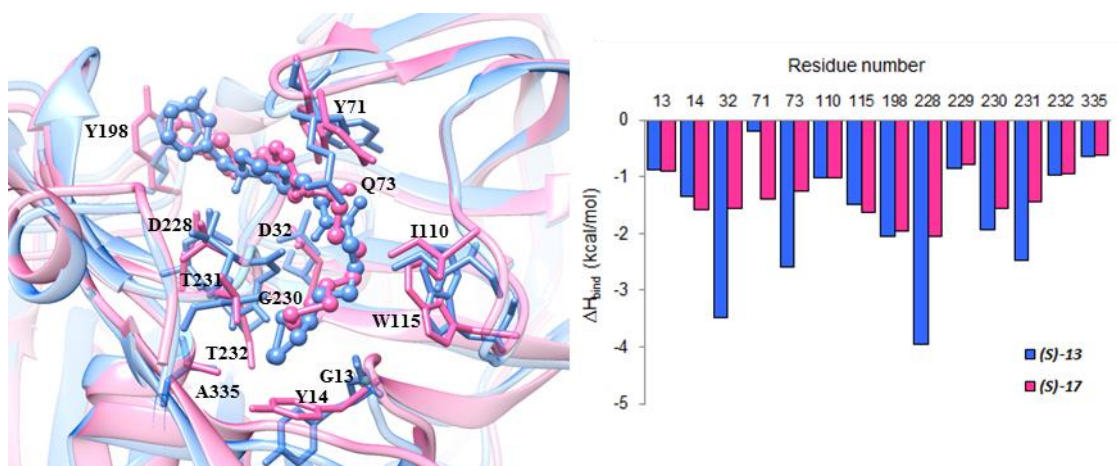 Y71
Y198
Q73
D228
D32
I110
T231
G230
W115
T232
G13
A335
Y14
Residue number
13 14 32 71 73 110 115 198 228 229 230 231 232 335
0
-1
-2
-3
-4
-5
ΔHbind (kcal/mol)
(S)-13
(S)-17